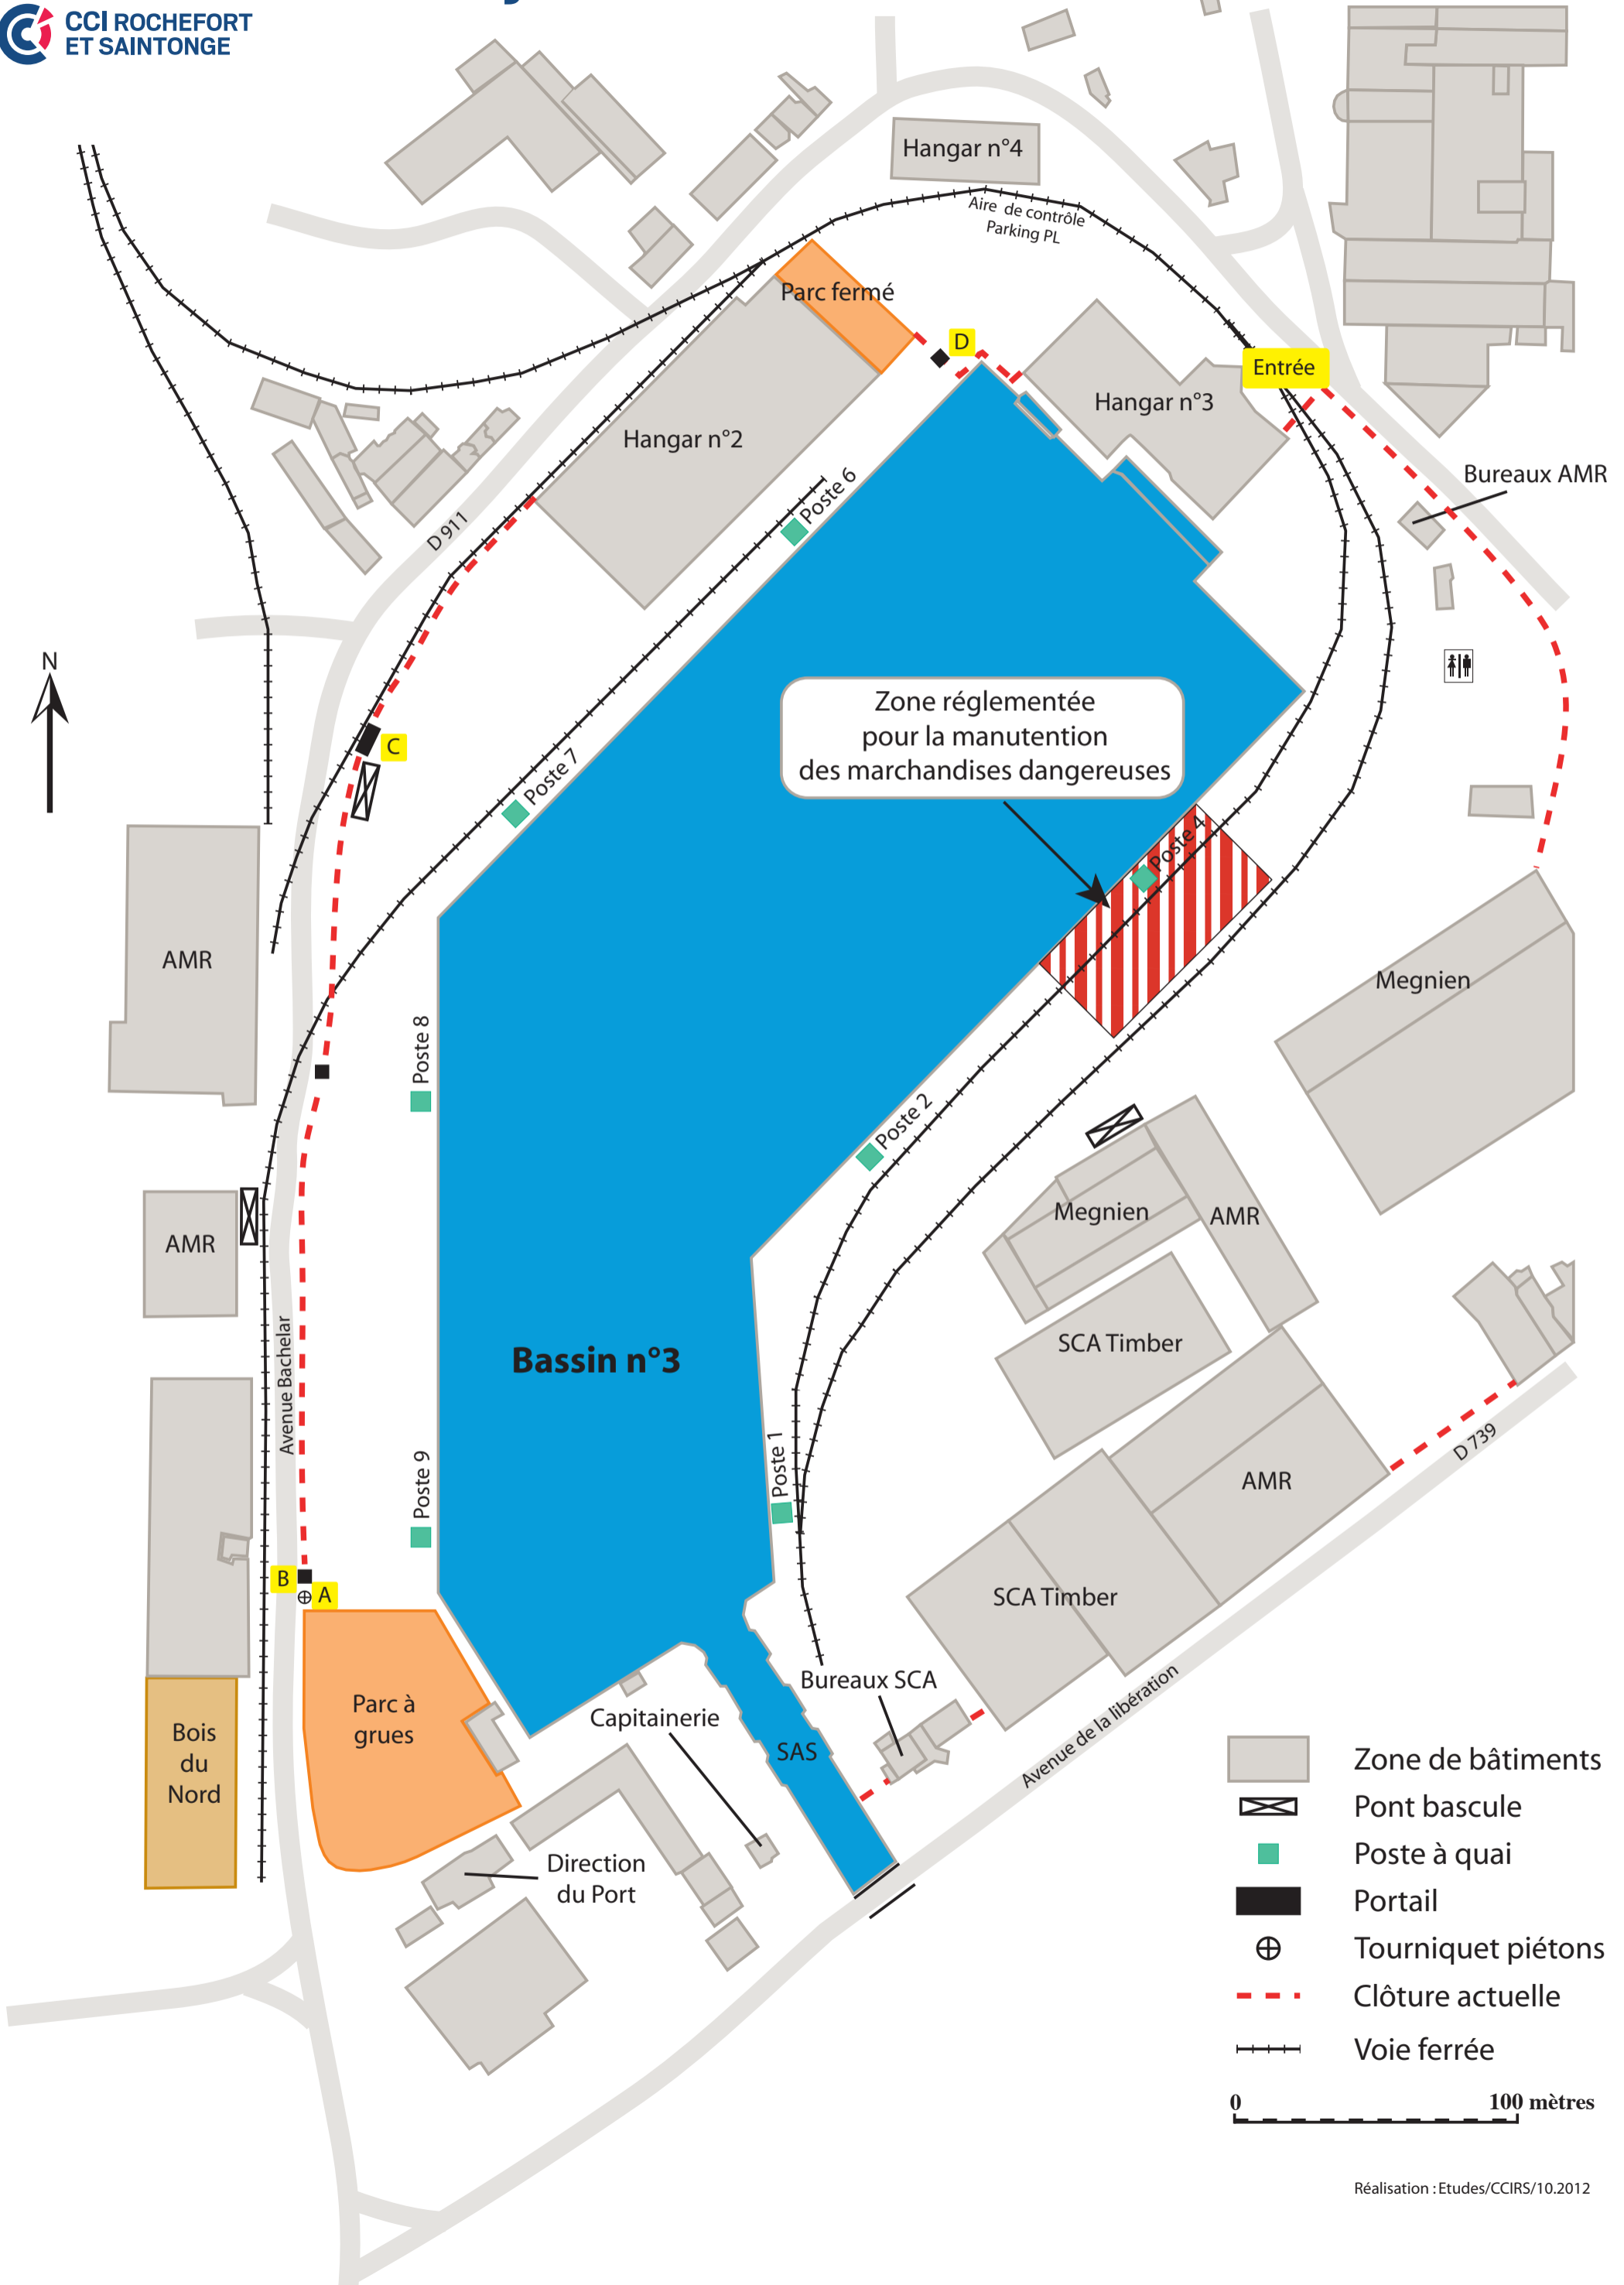 CCI ROCHEFORT
ET SAINTONGE
Hangar n°4
Aire de contrôle
Parking PL
Parc fermé
D
Entrée
Hangar n°3
Hangar n°2
Bureaux AMR
Poste 6
D 911
N
C
Zone réglementée
pour la manutention
des marchandises dangereuses
Poste 7
Poste 4
AMR
Megnien
Poste 8
Poste 2
Megnien
AMR
AMR
SCA Timber
Avenue Bachelar
Bassin n°3
Poste 9
Poste 1
AMR
D 739
B
A
SCA Timber
Bureaux SCA
Parc à
grues
Capitainerie
Bois
du
Nord
SAS
Avenue de la libération
Direction
du Port
Zone de bâtiments
Pont bascule
Poste à quai
Portail
Tourniquet piétons
Clôture actuelle
Voie ferrée
0
100 mètres
Réalisation : Etudes/CCIRS/10.2012